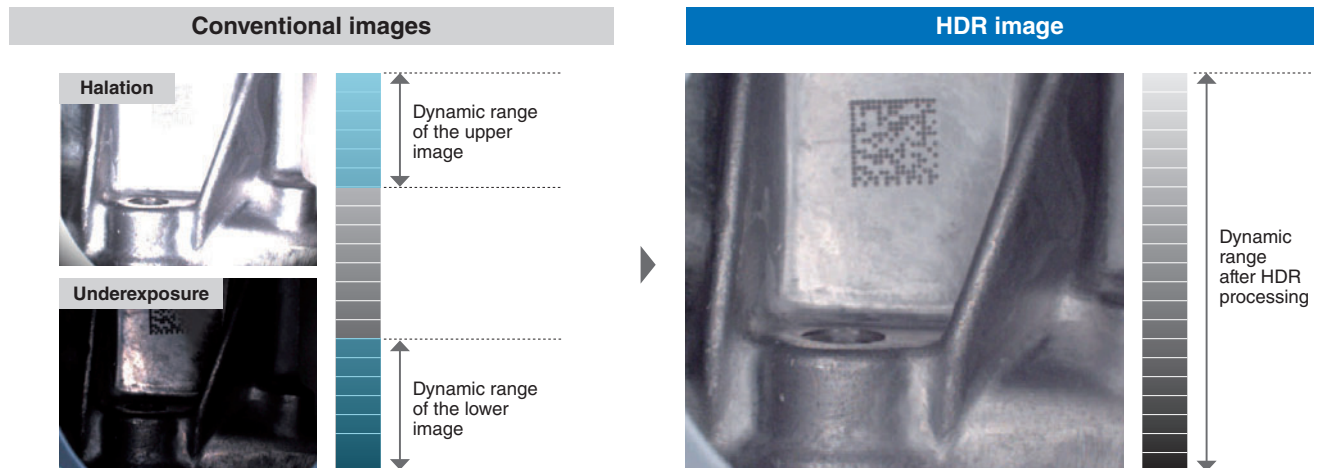 Conventional images
HDR image
Halation
Dynamic range
of the upper
image
Underexposure
Dynamic range
of the lower
image
Dynamic
range
after HDR
processing